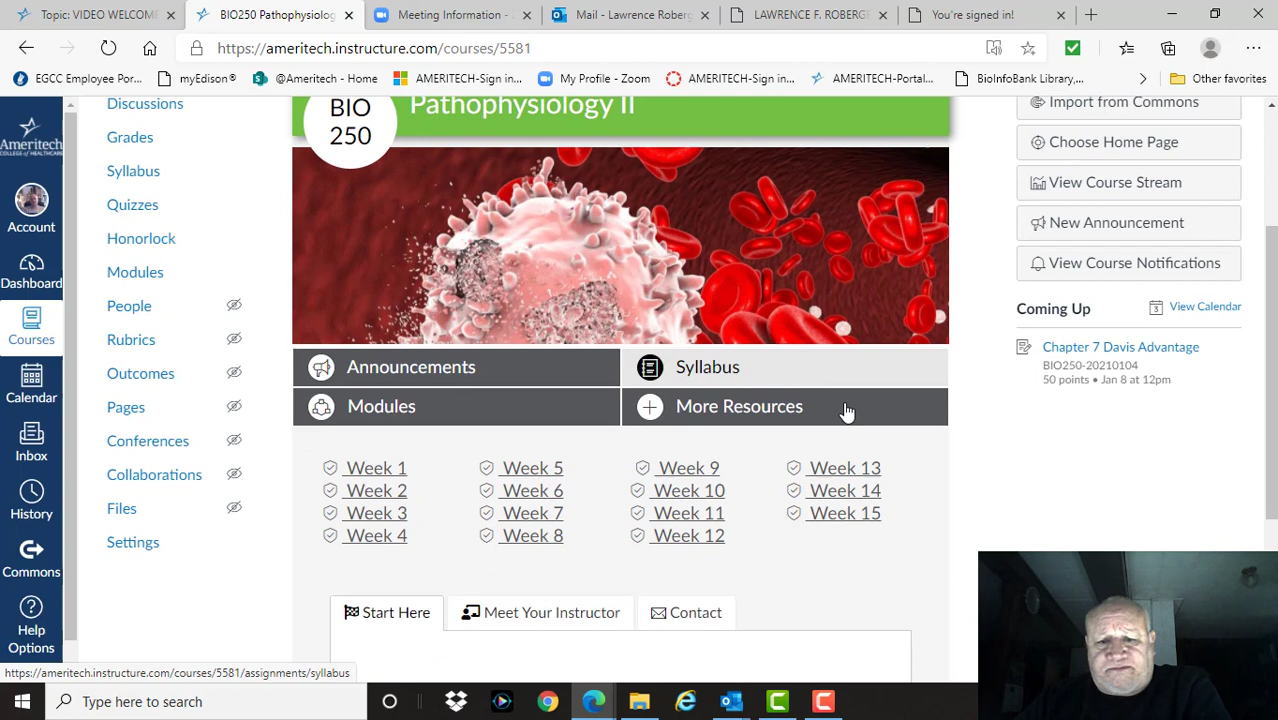 Topic: VIDEO WELCOME
BIO250 Pathophysiolog
Meeting Information -
Mail - Lawrence Roberg
LAWRENCE F. ROBERGE
You're signed in!
https://ameritech.instructure.com/courses/5581
EGCC Employee Por...
myEdison®
@Ameritech - Home
AMERITECH-Sign in...
My Profile - Zoom
AMERITECH-Sign in...
AMERITECH-Portal...
BioInfoBank Library,...
Other favorites
Ameritech
COLLEGE OF HEALTHCARE
Account
Dashboard
Courses
Calendar
Inbox
History
Commons
Help
Options
Discussions
Grades
Syllabus
Quizzes
Honorlock
Modules
People
Rubrics
Outcomes
Pages
Conferences
Collaborations
Files
Settings
BIO
250
Pathophysiology II
Announcements
Syllabus
Modules
More Resources
Week 1
Week 5
Week 9
Week 13
Week 2
Week 6
Week 10
Week 14
Week 3
Week 7
Week 11
Week 15
Week 4
Week 8
Week 12
Start Here
Meet Your Instructor
Contact
Import from Commons
Choose Home Page
View Course Stream
New Announcement
View Course Notifications
Coming Up
3
View Calendar
Chapter 7 Davis Advantage
BIO250-20210104
50 points • Jan 8 at 12pm
https://ameritech.instructure.com/courses/5581/assignments/syllabus
Type here to search